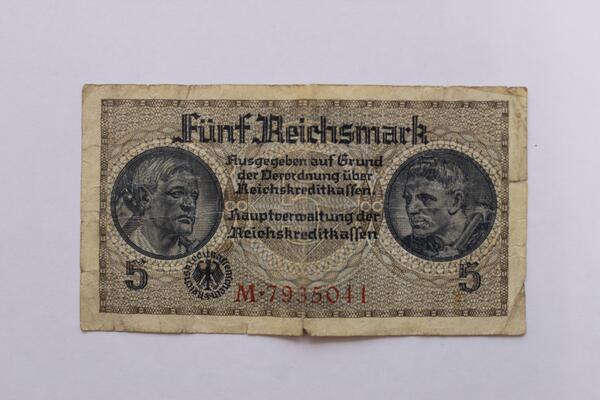 Fünf Reichsmark
Ausgegeben auf Grund
der Verordnung über
Reichskreditkassen.
Hauptverwaltung der
Reichskreditkassen
5
5
M·7935041